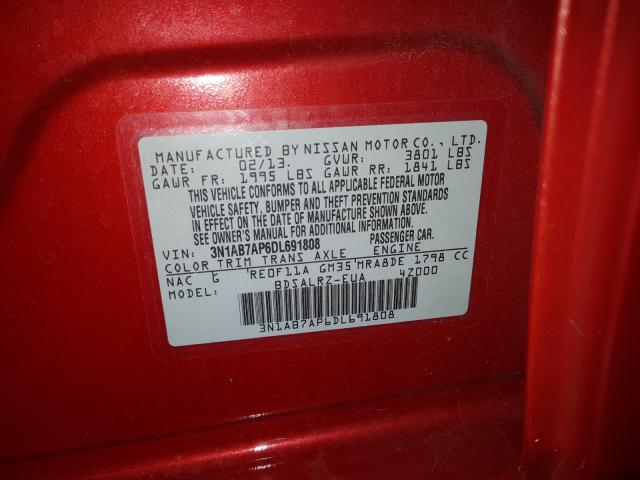 MANUFACTURED BY NISSAN MOTOR CO., LTD.
DATE: 02/13. GVWR: 3801 LBS
GAWR FR: 1995 LBS GAWR RR: 1841 LBS
THIS VEHICLE CONFORMS TO ALL APPLICABLE FEDERAL MOTOR
VEHICLE SAFETY, BUMPER AND THEFT PREVENTION STANDARDS
IN EFFECT ON THE DATE OF MANUFACTURE SHOWN ABOVE.
SEE OWNER'S MANUAL FOR ADDITIONAL INFORMATION.
VIN: 3N1AB7AP6DL691808 PASSENGER CAR.
COLOR TRIM TRANS AXLE ENGINE
NAC G RE0F11A GM35 MRA8DE 1798 CC
MODEL: BDSALRZ-EUA 4Z000
3N1AB7AP6DL691808